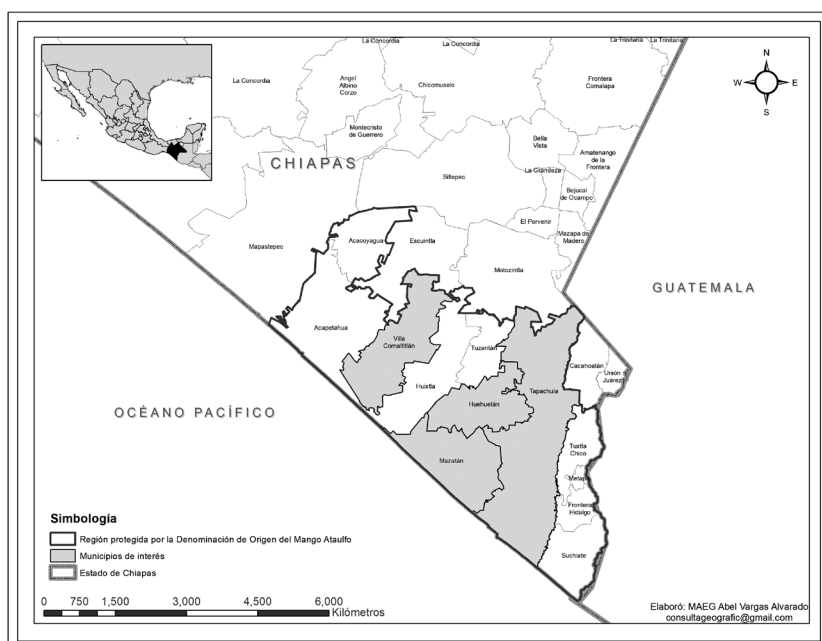 La Concordia
La Concordia
La Trinitaria
La Trinitaria
N
W
E
S
La Concordia
Angel
Albino
Corzo
Chicomuselo
Frontera
Comalapa
Montecristo
de Guerrero
Bella
Vista
Amatenango
de la
Frontera
CHIAPAS
Siltepec
La Grandeza
Bejucal
de Ocampo
El Porvenir
Mazapa de
Madero
Mapastepec
Acacoyagua
Escuintla
Motozintla
GUATEMALA
Acapetahua
Villa
Comaltitlán
Tuzantán
Cacahoatán
Unión
Juárez
Huixtla
Huehuetán
Tapachula
OCÉANO PACÍFICO
Tuxtla
Chico
Mazatán
Metapa
Frontera
Hidalgo
Suchiate
Simbología
Región protegida por la Denominación de Origen del Mango Ataulfo
Municipios de interés
Estado de Chiapas
0 750 1,500 3,000 4,500 6,000
Kilómetros
Elaboró: MAEG Abel Vargas Alvarado
consultageografic@gmail.com